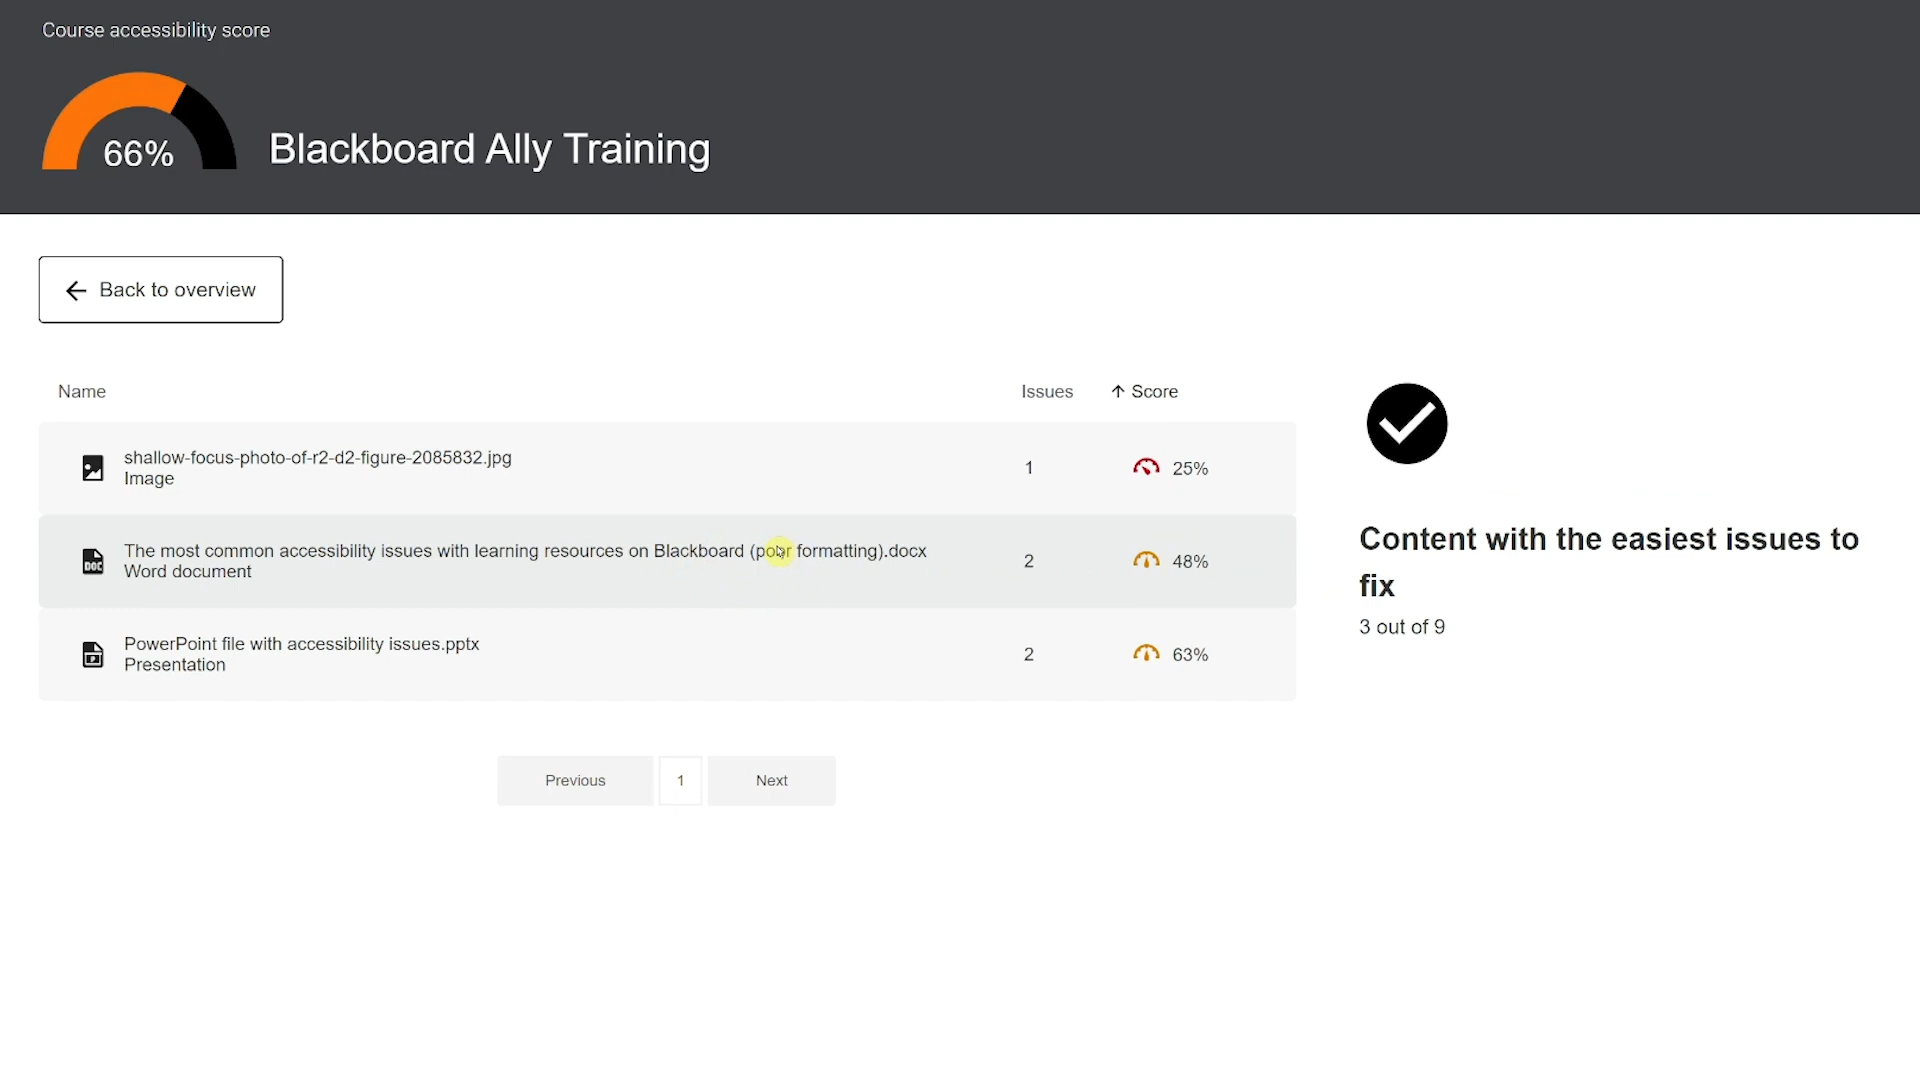 Course accessibility score
66%
Blackboard Ally Training
Back to overview
Name
Issues
Score
shallow-focus-photo-of-r2-d2-figure-2085832.jpg
Image
1
25%
The most common accessibility issues with learning resources on Blackboard (poor formatting).docx
Word document
DOC
2
48%
PowerPoint file with accessibility issues.pptx
Presentation
P
2
63%
Content with the easiest issues to
fix
3 out of 9
Previous
1
Next